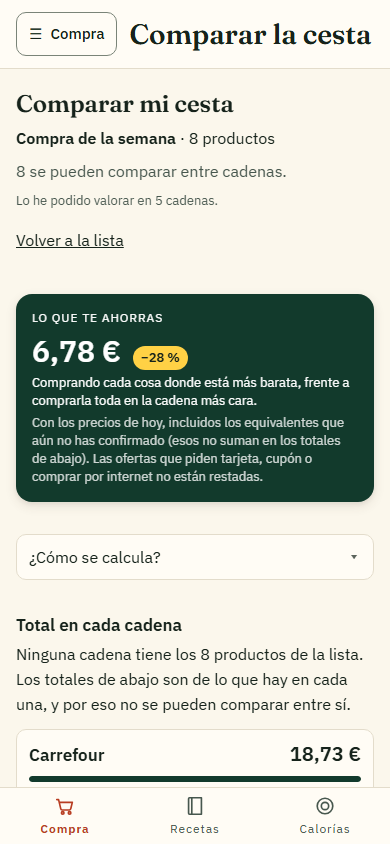 ☰ Compra
Comparar la cesta
Comparar mi cesta
Compra de la semana · 8 productos
8 se pueden comparar entre cadenas.
Lo he podido valorar en 5 cadenas.
Volver a la lista
LO QUE TE AHORRAS
6,78 € −28 %
Comprando cada cosa donde está más barata, frente a
comprarla toda en la cadena más cara.
Con los precios de hoy, incluidos los equivalentes que
aún no has confirmado (esos no suman en los totales
de abajo). Las ofertas que piden tarjeta, cupón o
comprar por internet no están restadas.
¿Cómo se calcula?
Total en cada cadena
Ninguna cadena tiene los 8 productos de la lista.
Los totales de abajo son de lo que hay en cada
una, y por eso no se pueden comparar entre sí.
Carrefour 18,73 €
Compra Recetas Calorías